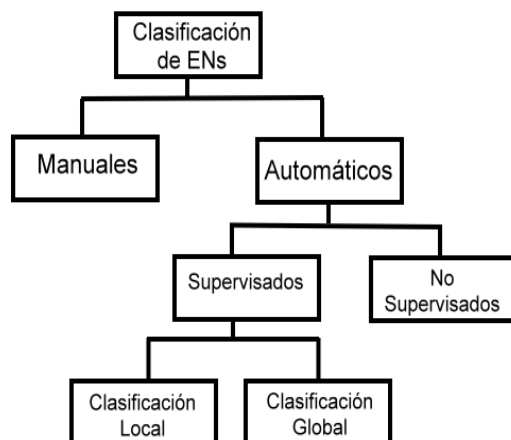 Clasificación
de ENs
Manuales
Automáticos
Supervisados
No
Supervisados
Clasificación
Local
Clasificación
Global